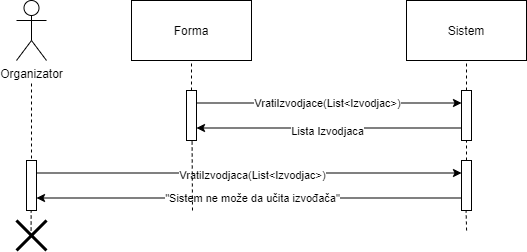 Forma
Sistem
Organizator
VratiIzvodjace(List<Izvodjac>)
Lista Izvodjaca
VratiIzvodjaca(List<Izvodjac>)
"Sistem ne može da učita izvođača"